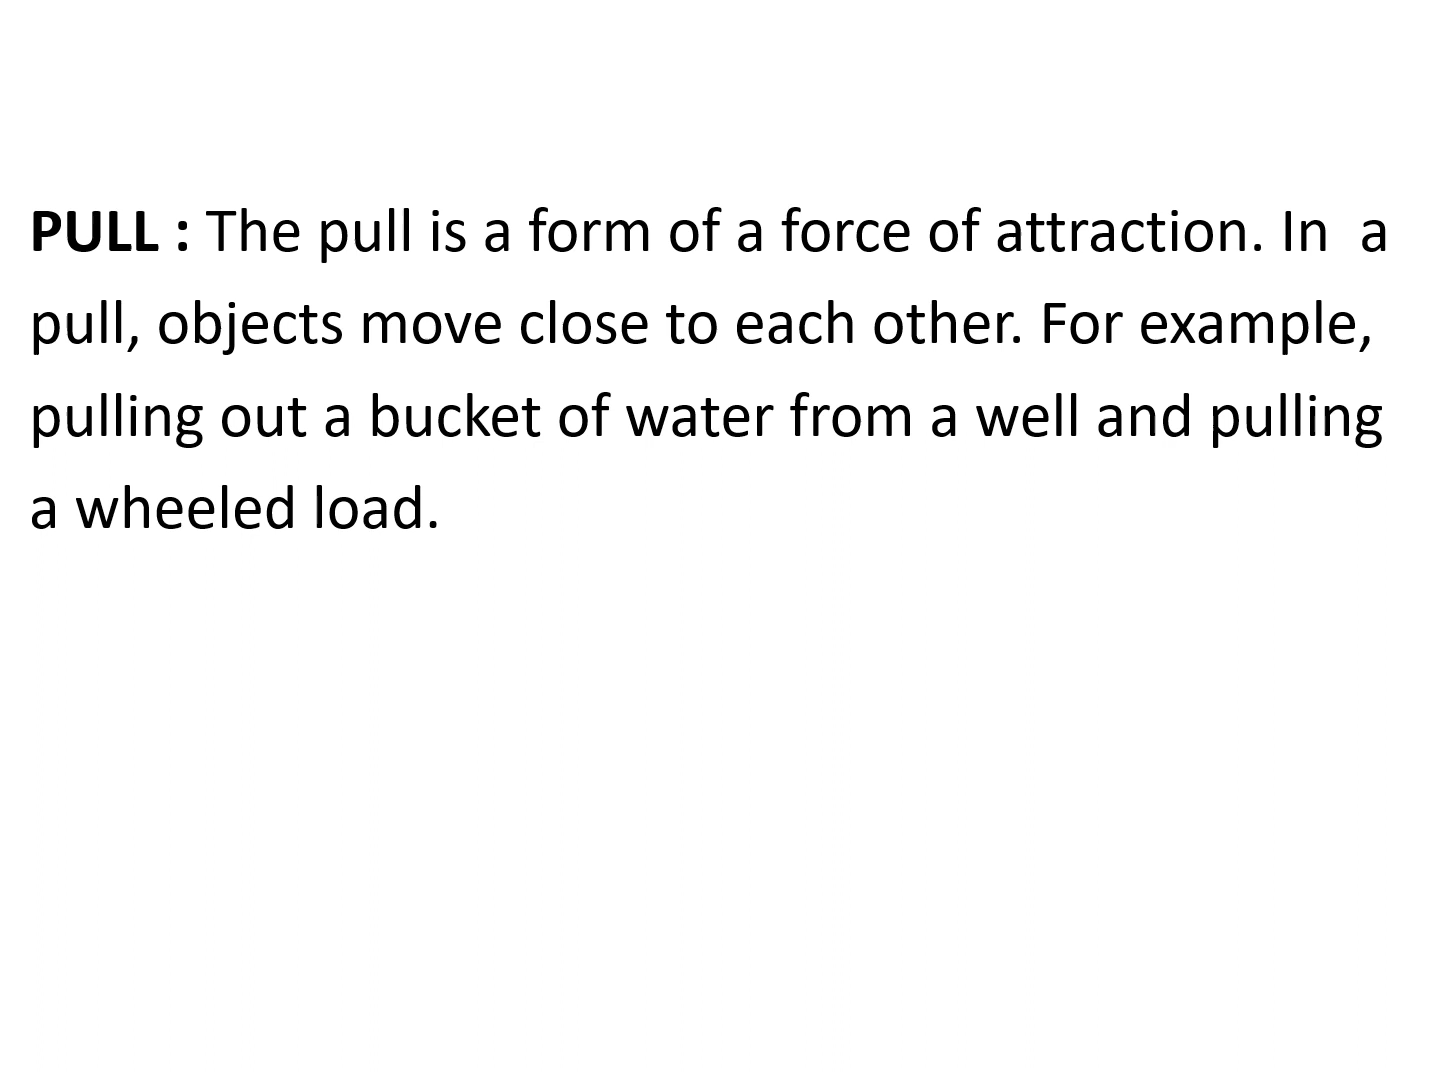 PULL : The pull is a form of a force of attraction. In  a
pull, objects move close to each other. For example,
pulling out a bucket of water from a well and pulling
a wheeled load.